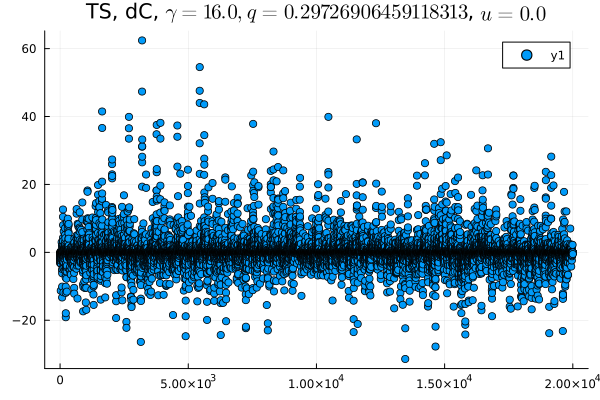 TS, dC, γ = 16.0, q = 0.29726906459118313, u = 0.0
y1
60
40
20
0
−20
0 5.00×10³ 1.00×10⁴ 1.50×10⁴ 2.00×10⁴